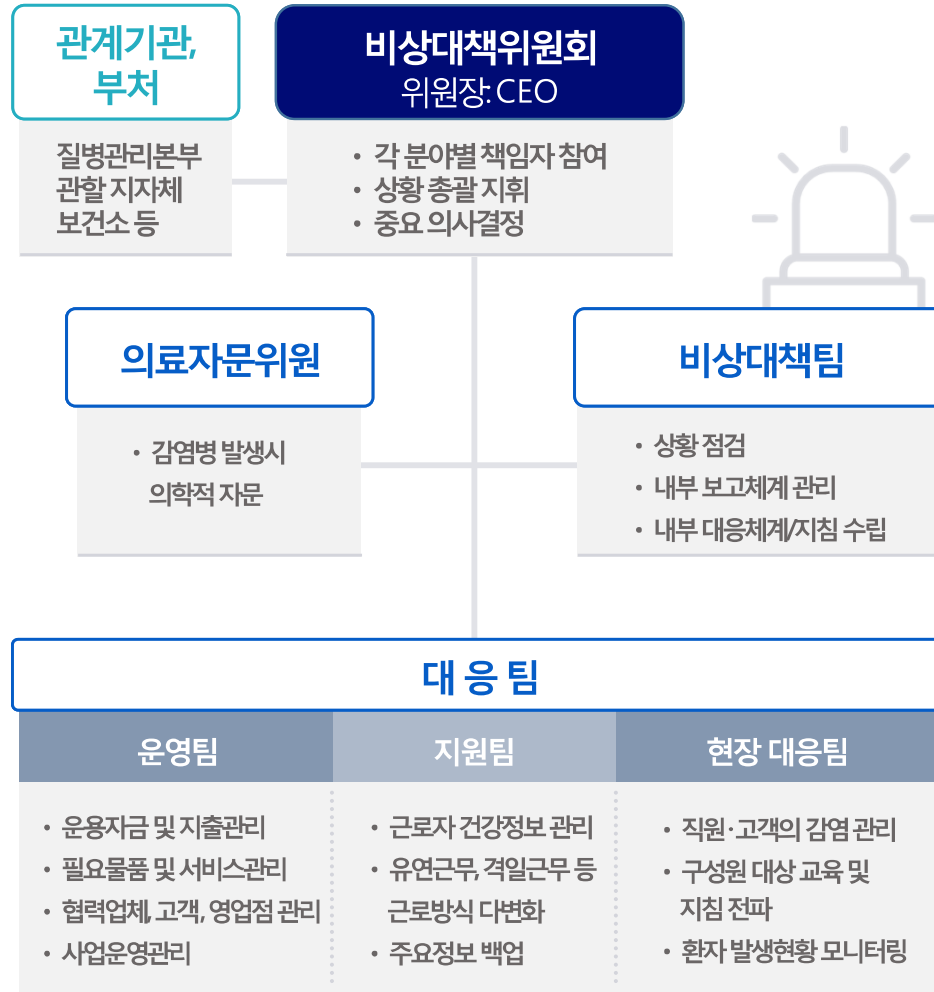 관계기관,
부처
비상대책위원회
위원장: CEO
질병관리본부
관할 지자체
보건소 등
• 각 분야별 책임자 참여
• 상황 총괄 지휘
• 중요 의사결정
의료자문위원
• 감염병 발생시
의학적 자문
비상대책팀
• 상황 점검
• 내부 보고체계 관리
• 내부 대응체계/지침 수립
대 응 팀
운영팀
• 운용자금 및 지출관리
• 필요물품 및 서비스관리
• 협력업체, 고객, 영업점 관리
• 사업운영관리
지원팀
• 근로자 건강정보 관리
• 유연근무, 격일근무 등
근로방식 다변화
• 주요정보 백업
현장 대응팀
• 직원·고객의 감염 관리
• 구성원 대상 교육 및
지침 전파
• 환자 발생현황 모니터링